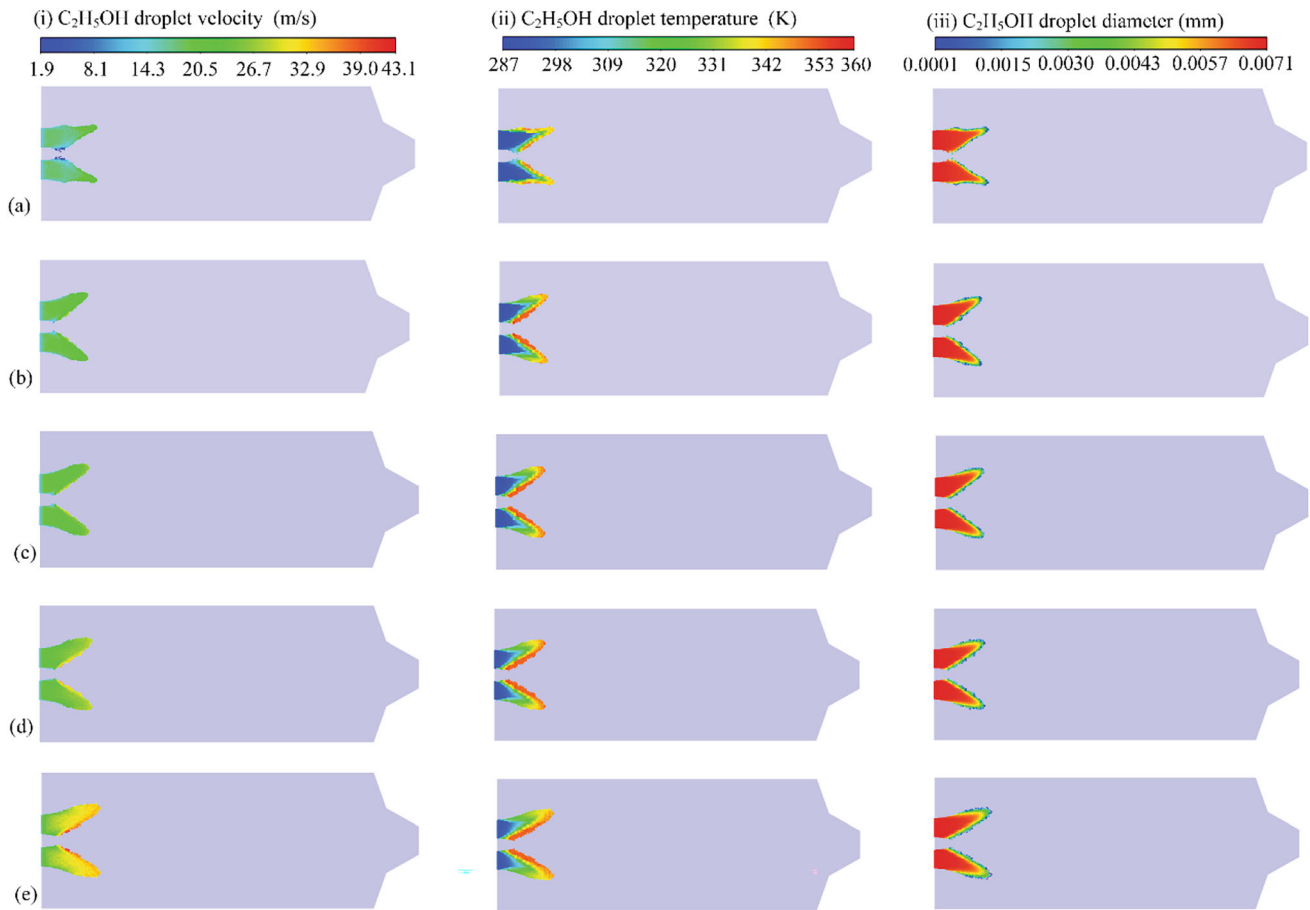 (i) C₂H₅OH droplet velocity (m/s)
(ii) C₂H₅OH droplet temperature (K)
(iii) C₂H₅OH droplet diameter (mm)
1.9 8.1 14.3 20.5 26.7 32.9 39.0 43.1
287 298 309 320 331 342 353 360
0.0001 0.0015 0.0030 0.0043 0.0057 0.0071
(a)
(b)
(c)
(d)
(e)